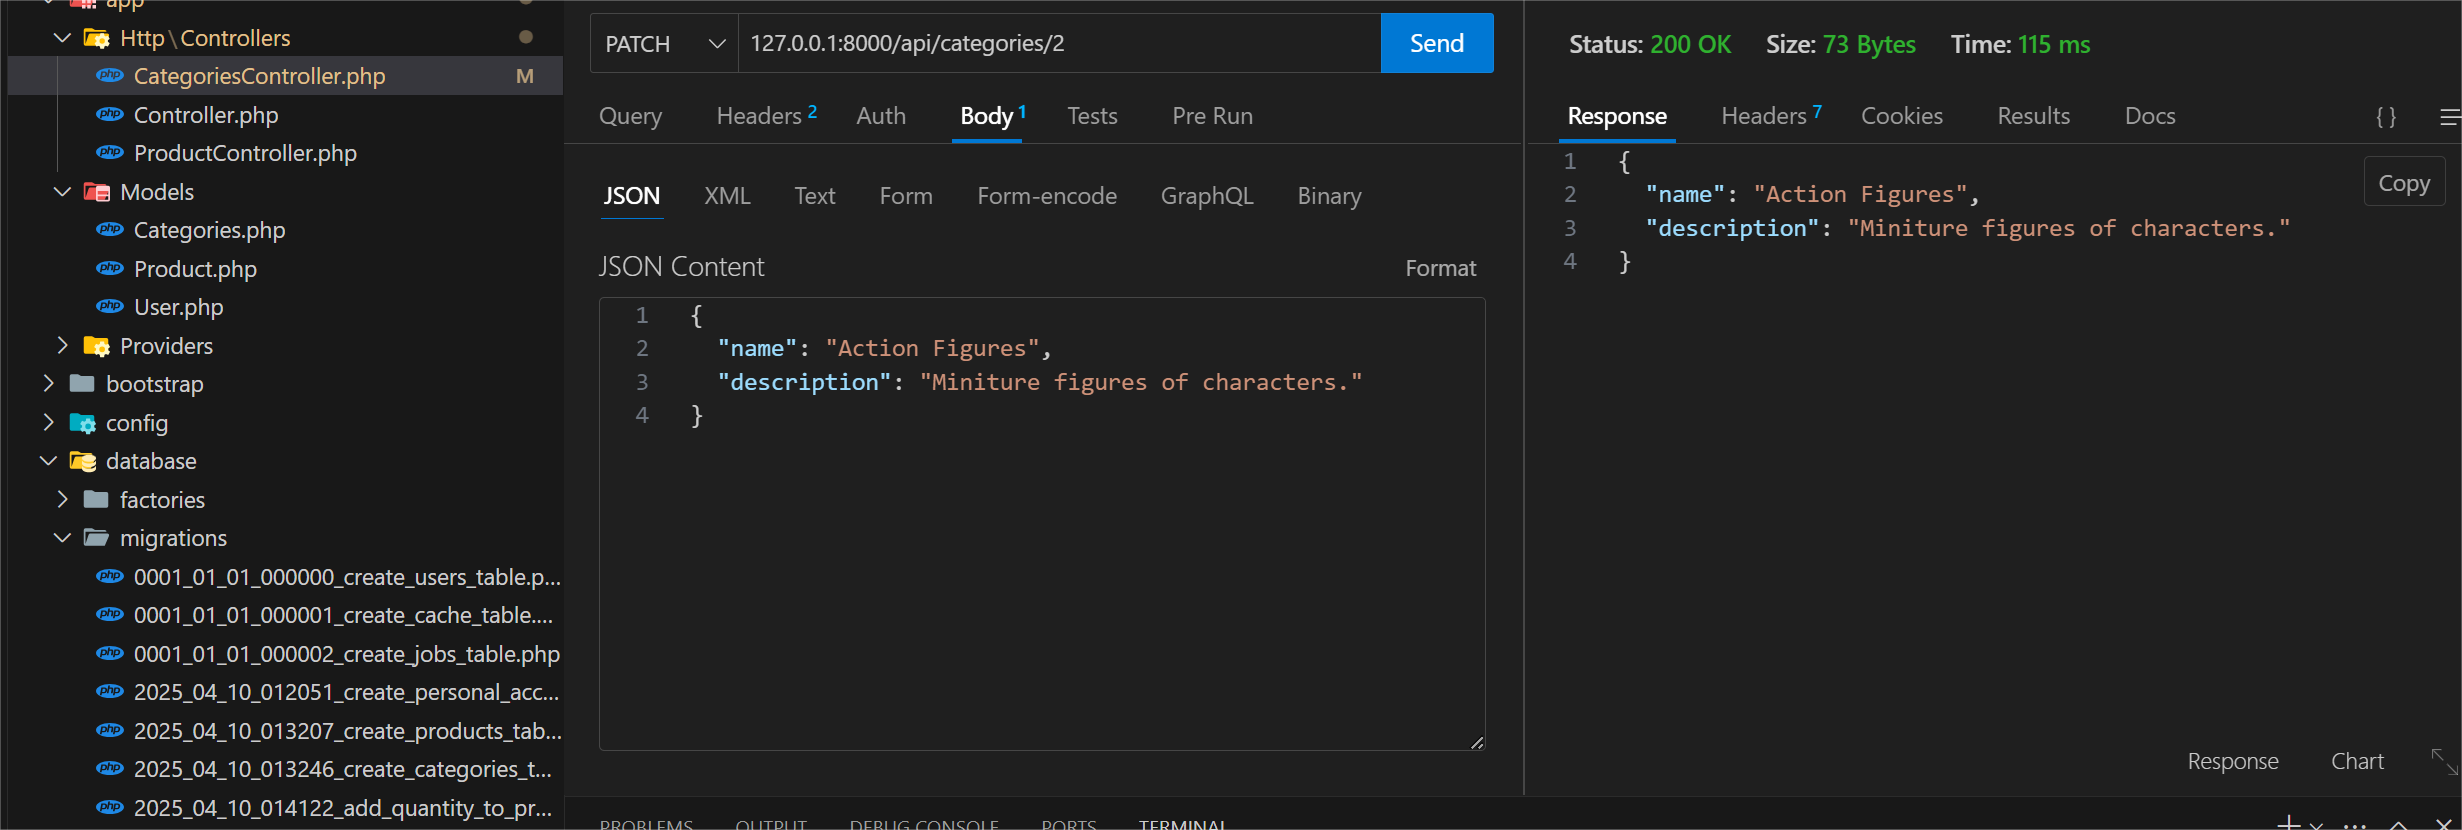 app
Http\Controllers
CategoriesController.php M
Controller.php
ProductController.php
Models
Categories.php
Product.php
User.php
Providers
bootstrap
config
database
factories
migrations
0001_01_01_000000_create_users_table.p...
0001_01_01_000001_create_cache_table....
0001_01_01_000002_create_jobs_table.php
2025_04_10_012051_create_personal_acc...
2025_04_10_013207_create_products_tab...
2025_04_10_013246_create_categories_t...
2025_04_10_014122_add_quantity_to_pr...
PATCH 127.0.0.1:8000/api/categories/2 Send
Query Headers 2 Auth Body 1 Tests Pre Run
JSON XML Text Form Form-encode GraphQL Binary
JSON Content Format
1 {
2 "name": "Action Figures",
3 "description": "Miniture figures of characters."
4 }
Status: 200 OK Size: 73 Bytes Time: 115 ms
Response Headers 7 Cookies Results Docs { }
Copy
1 {
2 "name": "Action Figures",
3 "description": "Miniture figures of characters."
4 }
Response Chart
PROBLEMS OUTPUT DEBUG CONSOLE PORTS TERMINAL